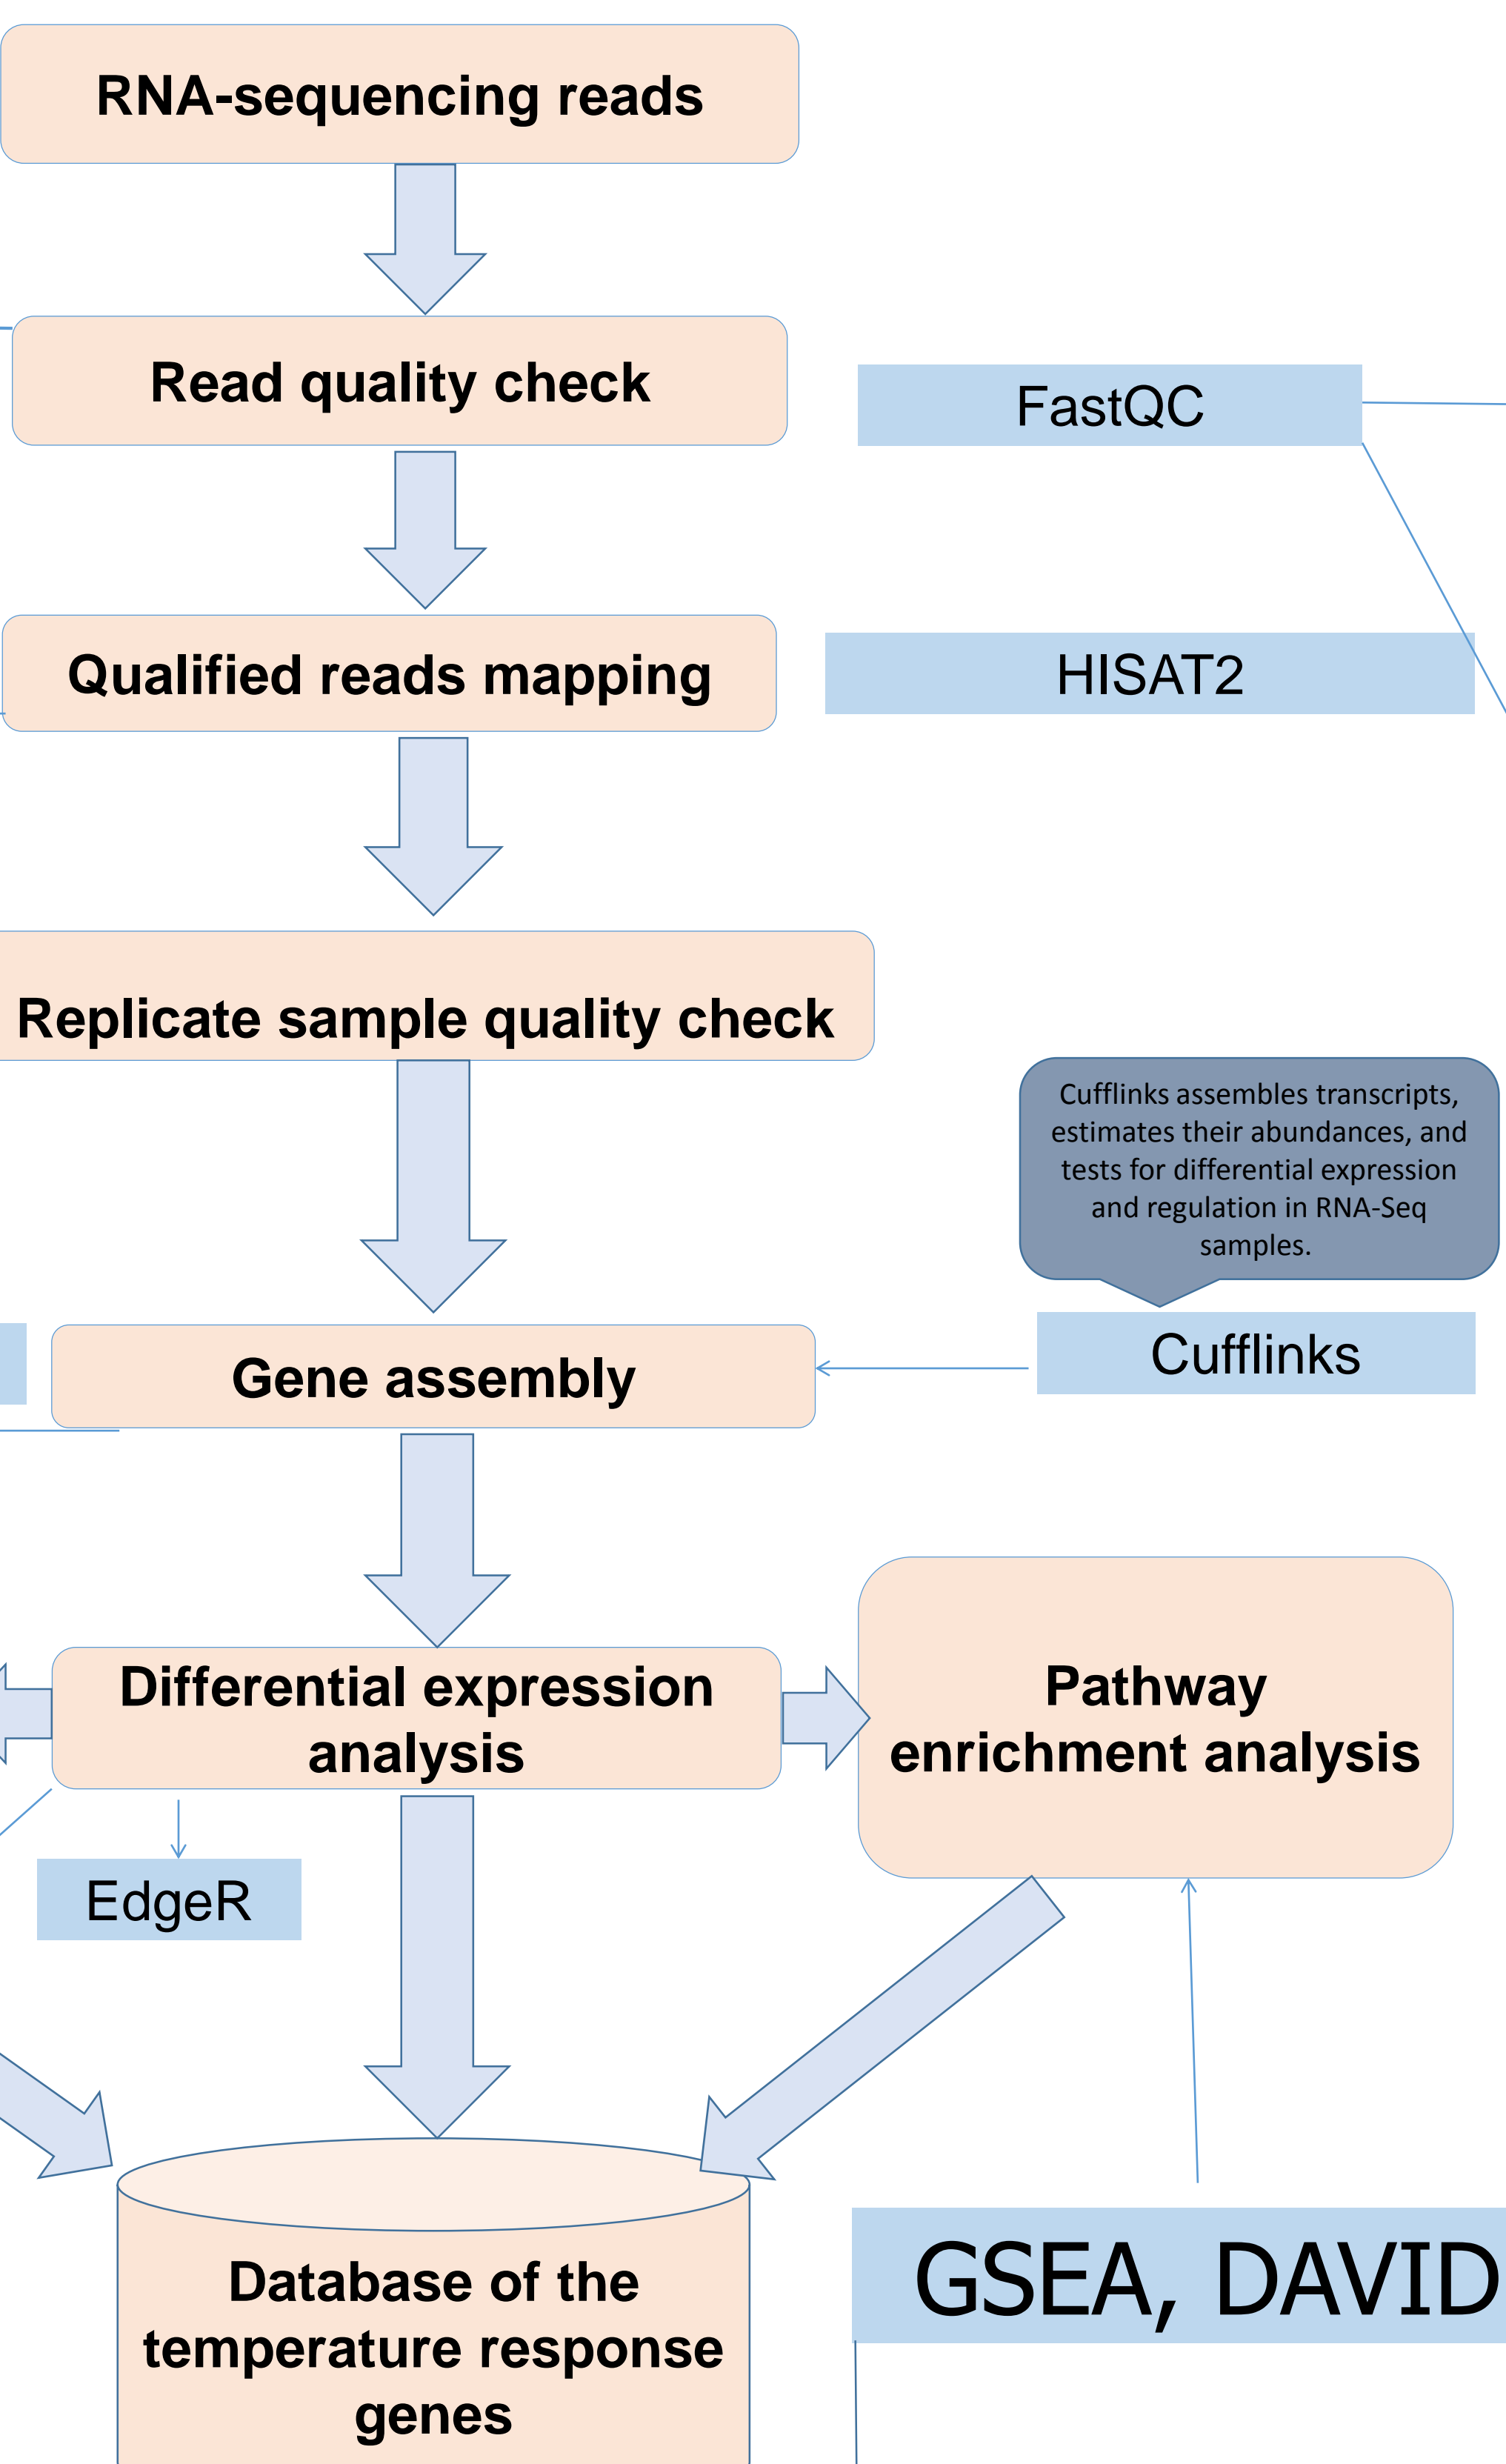 RNA-sequencing reads
Read quality check
FastQC
Qualified reads mapping
HISAT2
Replicate sample quality check
Cufflinks assembles transcripts,
estimates their abundances, and
tests for differential expression
and regulation in RNA-Seq
samples.
Gene assembly
Cufflinks
Differential expression
analysis
Pathway
enrichment analysis
EdgeR
Database of the
temperature response
genes
GSEA, DAVID